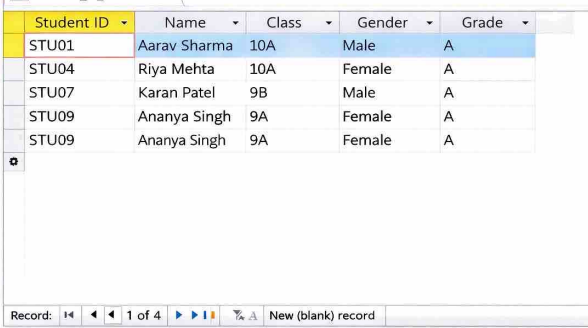 Student ID Name Class Gender Grade
STU01 Aarav Sharma 10A Male A
STU04 Riya Mehta 10A Female A
STU07 Karan Patel 9B Male A
STU09 Ananya Singh 9A Female A
STU09 Ananya Singh 9A Female A
Record: 1 of 4 A New (blank) record